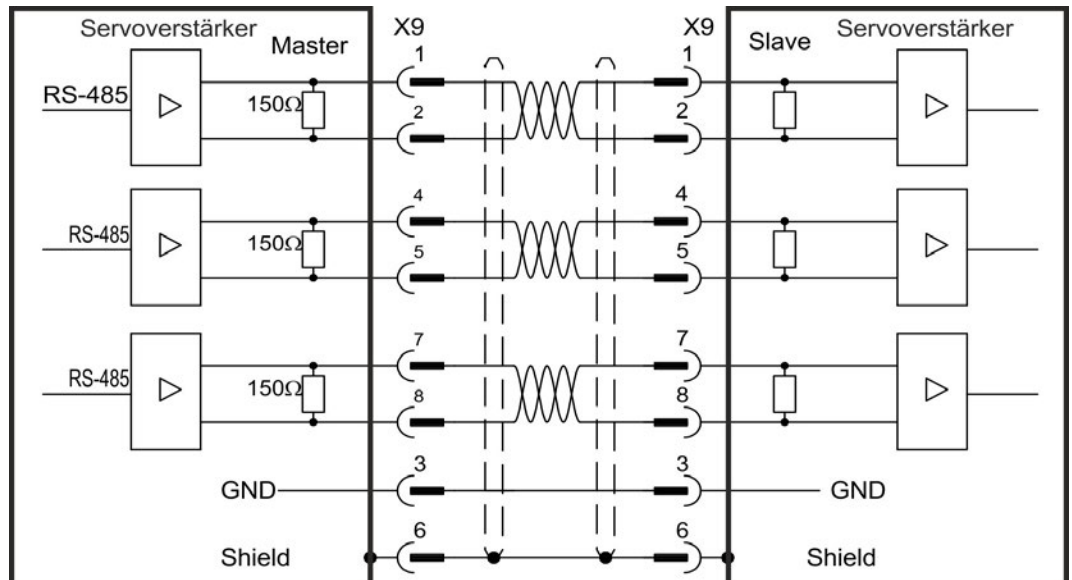 Servoverstärker
Master
X9
X9
Slave
Servoverstärker
1
1
RS-485
150Ω
2
2
4
4
RS-485
150Ω
5
5
7
7
RS-485
150Ω
8
8
3
3
GND
GND
6
6
Shield
Shield